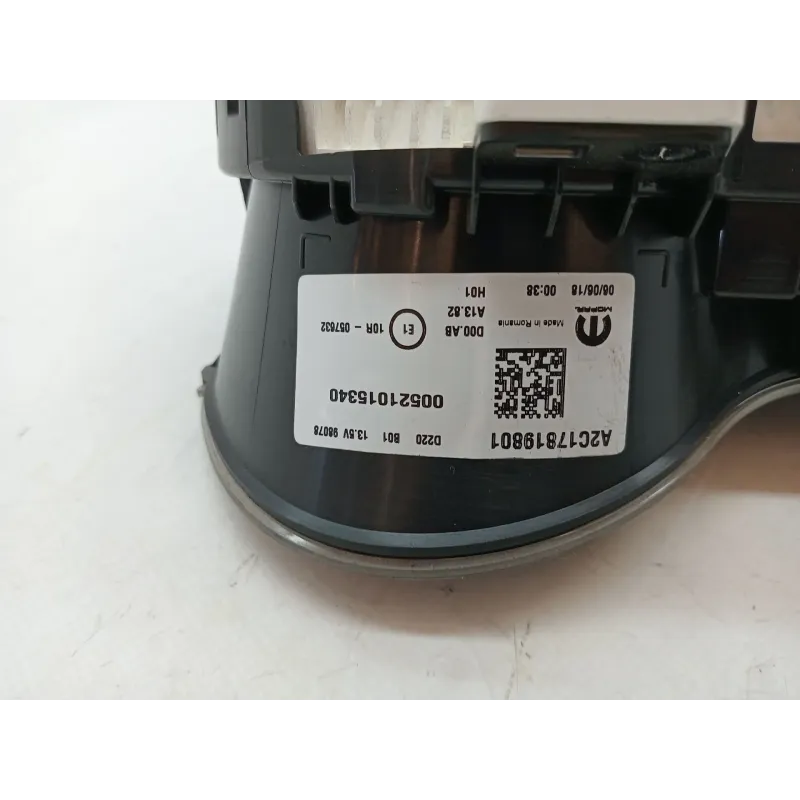 A2C17819801
D220 B01 13.5V 98078
00521015340
MOPAR
Made in Romania
D00.AB
E1
10R - 057632
A13.82
06/06/18 00:38
H01